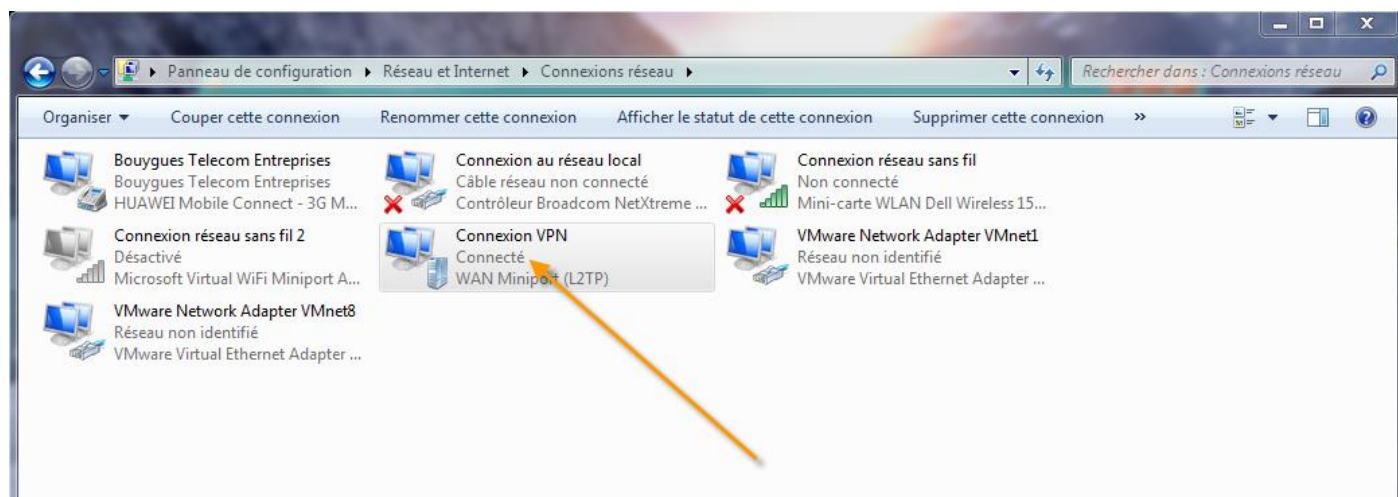 Panneau de configuration ▸ Réseau et Internet ▸ Connexions réseau ▸
Rechercher dans : Connexions réseau
Organiser Couper cette connexion Renommer cette connexion Afficher le statut de cette connexion Supprimer cette connexion »
Bouygues Telecom Entreprises
Bouygues Telecom Entreprises
HUAWEI Mobile Connect - 3G M...
Connexion au réseau local
Câble réseau non connecté
Contrôleur Broadcom NetXtreme ...
Connexion réseau sans fil
Non connecté
Mini-carte WLAN Dell Wireless 15...
Connexion réseau sans fil 2
Désactivé
Microsoft Virtual WiFi Miniport A...
Connexion VPN
Connecté
WAN Miniport (L2TP)
VMware Network Adapter VMnet1
Réseau non identifié
VMware Virtual Ethernet Adapter ...
VMware Network Adapter VMnet8
Réseau non identifié
VMware Virtual Ethernet Adapter ...